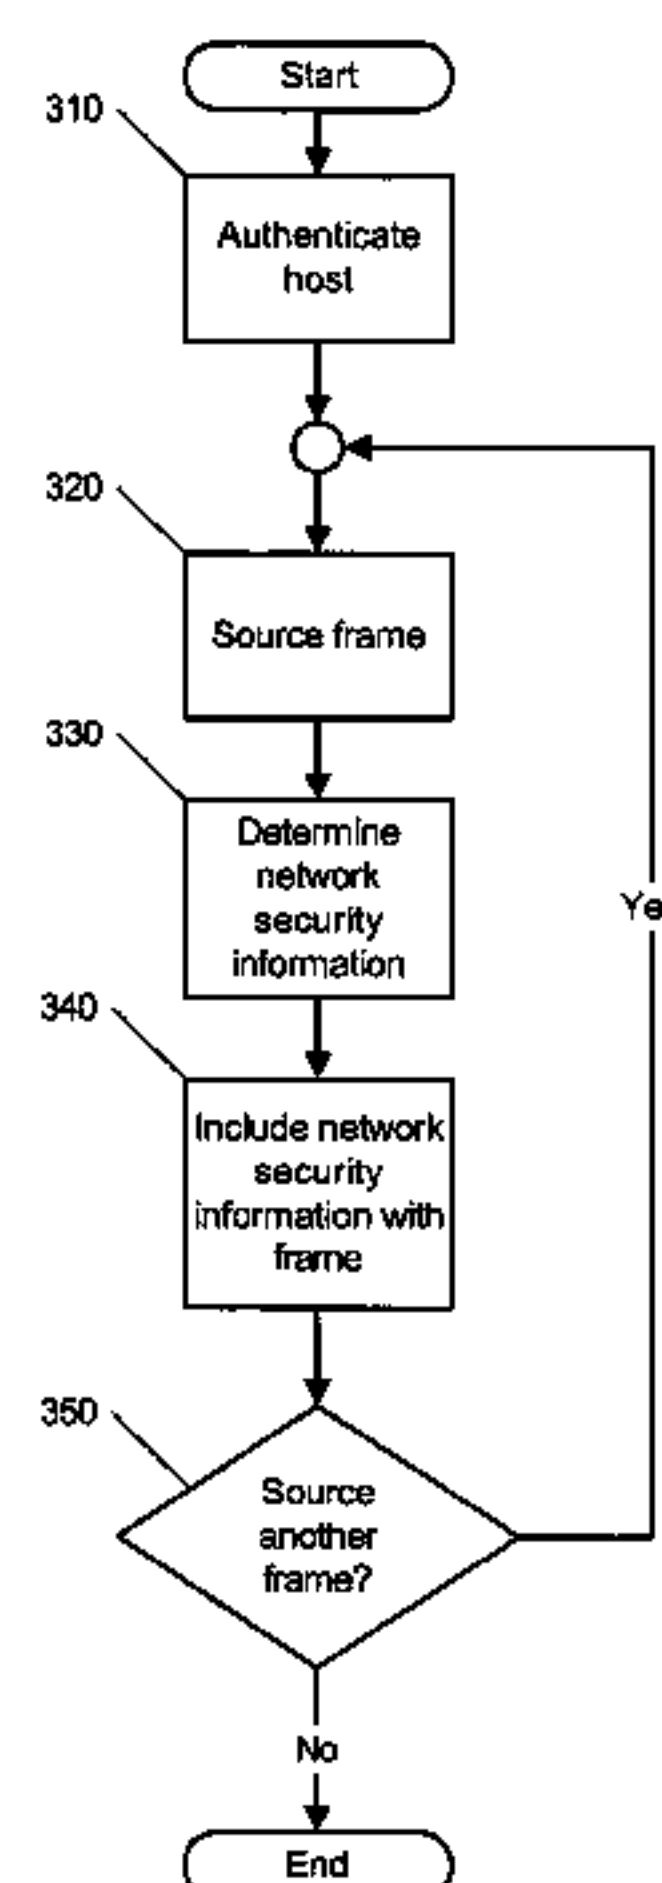 Start
310
Authenticate
host
320
Source frame
330
Determine
network
security
information
Ye
340
Include network
security
information with
frame
350
Source
another
frame?
No
End